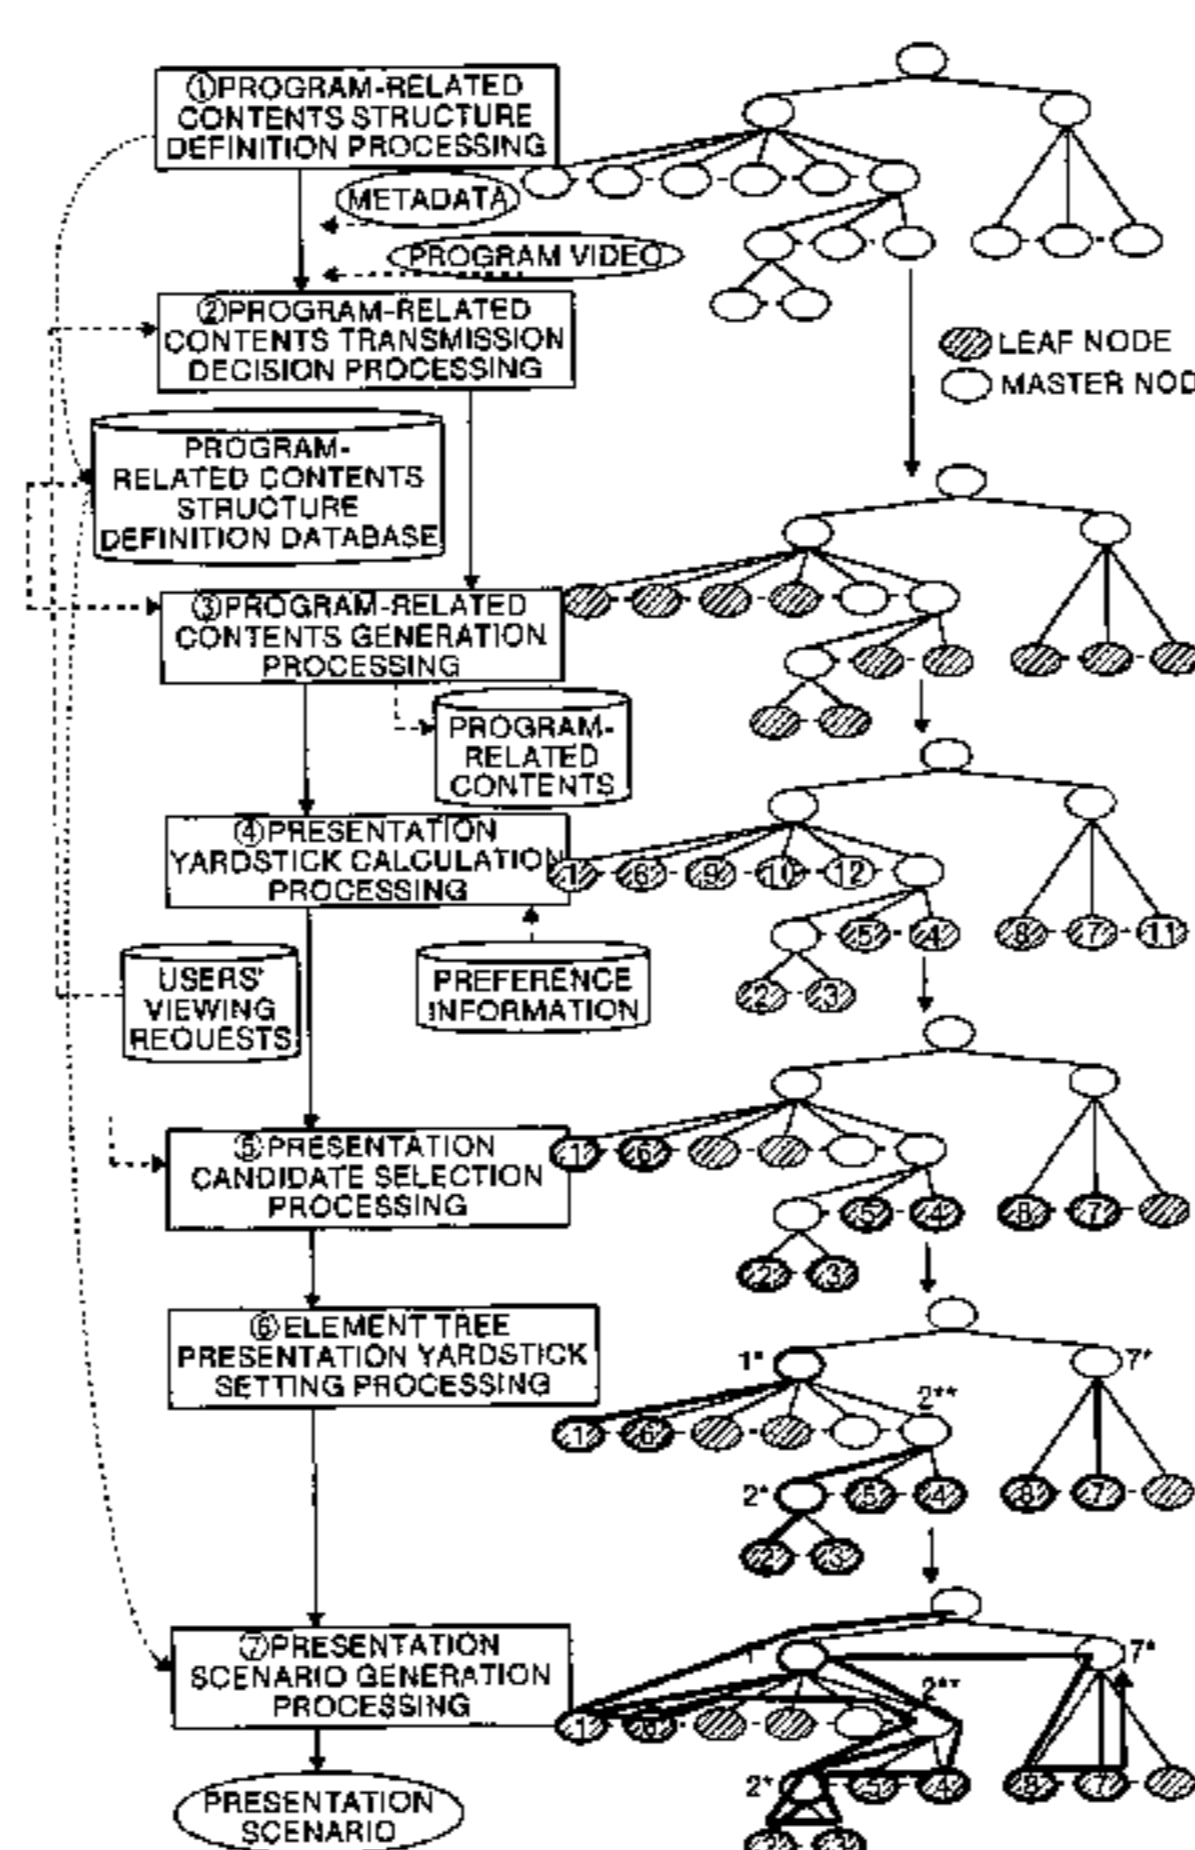 ①PROGRAM-RELATED
CONTENTS STRUCTURE
DEFINITION PROCESSING
METADATA
PROGRAM VIDEO
②PROGRAM-RELATED
CONTENTS TRANSMISSION
DECISION PROCESSING
LEAF NODE
MASTER NOD
PROGRAM-
RELATED CONTENTS
STRUCTURE
DEFINITION DATABASE
③PROGRAM-RELATED
CONTENTS GENERATION
PROCESSING
PROGRAM-
RELATED
CONTENTS
④PRESENTATION
YARDSTICK CALCULATION
PROCESSING
1 6 9 10 12
5 4 8 7 11
2 3
USERS'
VIEWING
REQUESTS
PREFERENCE
INFORMATION
⑤PRESENTATION
CANDIDATE SELECTION
PROCESSING
1 6
5 4 8 7
2 3
⑥ELEMENT TREE
PRESENTATION YARDSTICK
SETTING PROCESSING
1* 7*
2**
1 6
2* 5 4 8 7
2 3
⑦PRESENTATION
SCENARIO GENERATION
PROCESSING
7*
2**
1 6
2* 5 4 8 7
PRESENTATION
SCENARIO